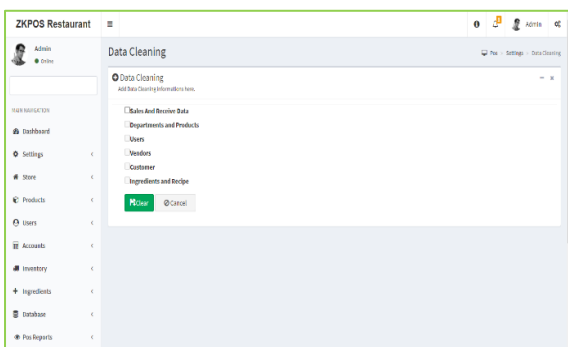 ZKPOS Restaurant
Admin
Admin
Online
Data Cleaning
Pos - Settings - Data Cleaning
Data Cleaning
Add Data Cleaning Informations here.
MAIN NAVIGATION
Sales And Receive Data
Departments and Products
Users
Vendors
Customer
Ingredients and Recipe
Clear
Cancel
Dashboard
Settings
Store
Products
Users
Accounts
Inventory
Ingredients
Database
Pos Reports